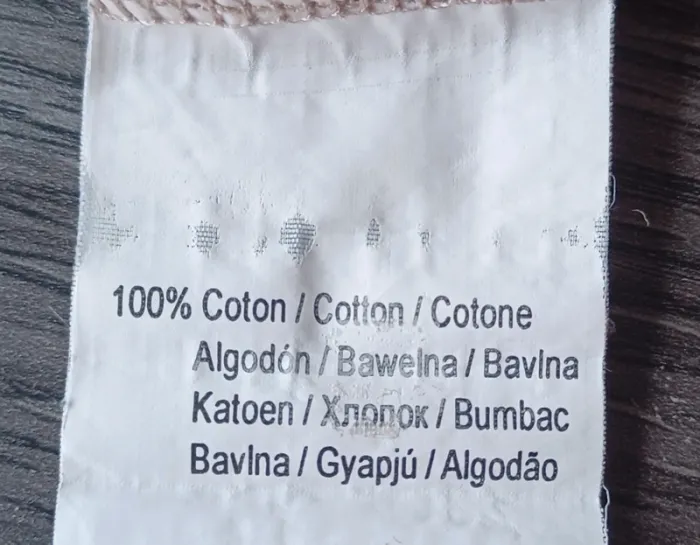 100% Coton / Cotton / Cotone
Algodón / Bawelna / Bavlna
Katoen / Хлопок / Bumbac
Bavlna / Gyapjú / Algodão